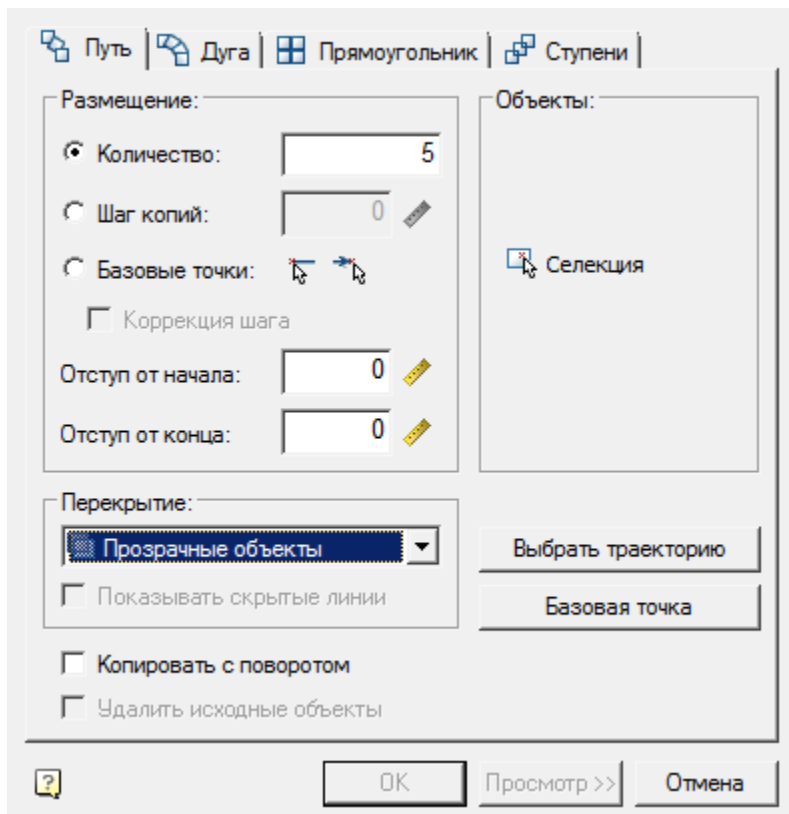 Путь Дуга Прямоугольник Ступени
Размещение:
Количество: 5
Шаг копий: 0
Базовые точки:
Коррекция шага
Отступ от начала: 0
Отступ от конца: 0
Объекты:
Селекция
Перекрытие:
Прозрачные объекты
Показывать скрытые линии
Выбрать траекторию
Базовая точка
Копировать с поворотом
Удалить исходные объекты
? OK Просмотр >> Отмена